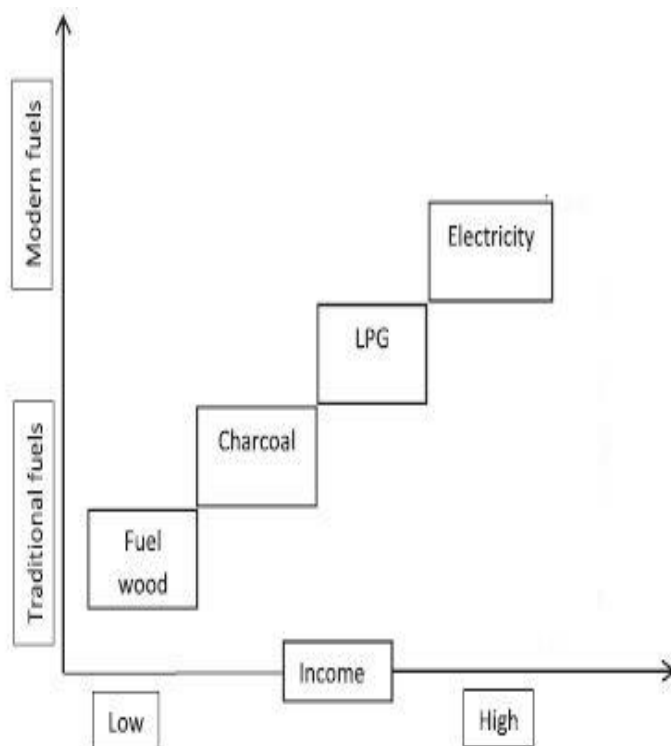 Modern fuels
Electricity
LPG
Charcoal
Traditional fuels
Fuel
wood
Income
Low
High